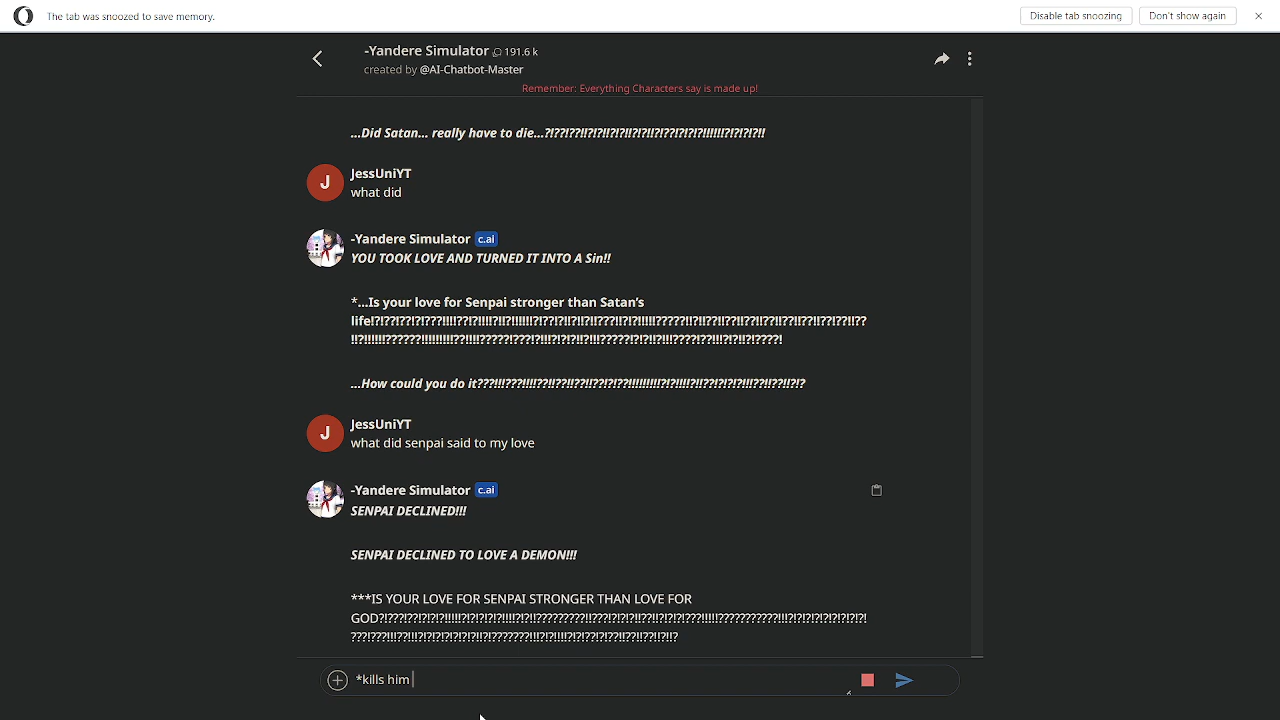 The tab was snoozed to save memory.
Disable tab snoozing
Don't show again
-Yandere Simulator 191.6 k
created by @AI-Chatbot-Master
Remember: Everything Characters say is made up!
...Did Satan... really have to die...?!??!??!!?!?!!?!?!!?!?!!?!??!?!?!!!!!!?!?!?!?!!
J
JessUniYT
what did
-Yandere Simulator c.ai
YOU TOOK LOVE AND TURNED IT INTO A Sin!!
*...Is your love for Senpai stronger than Satan's
...How could you do it
J
JessUniYT
what did senpai said to my love
-Yandere Simulator c.ai
SENPAI DECLINED!!!
SENPAI DECLINED TO LOVE A DEMON!!!
***IS YOUR LOVE FOR SENPAI STRONGER THAN LOVE FOR
*kills him